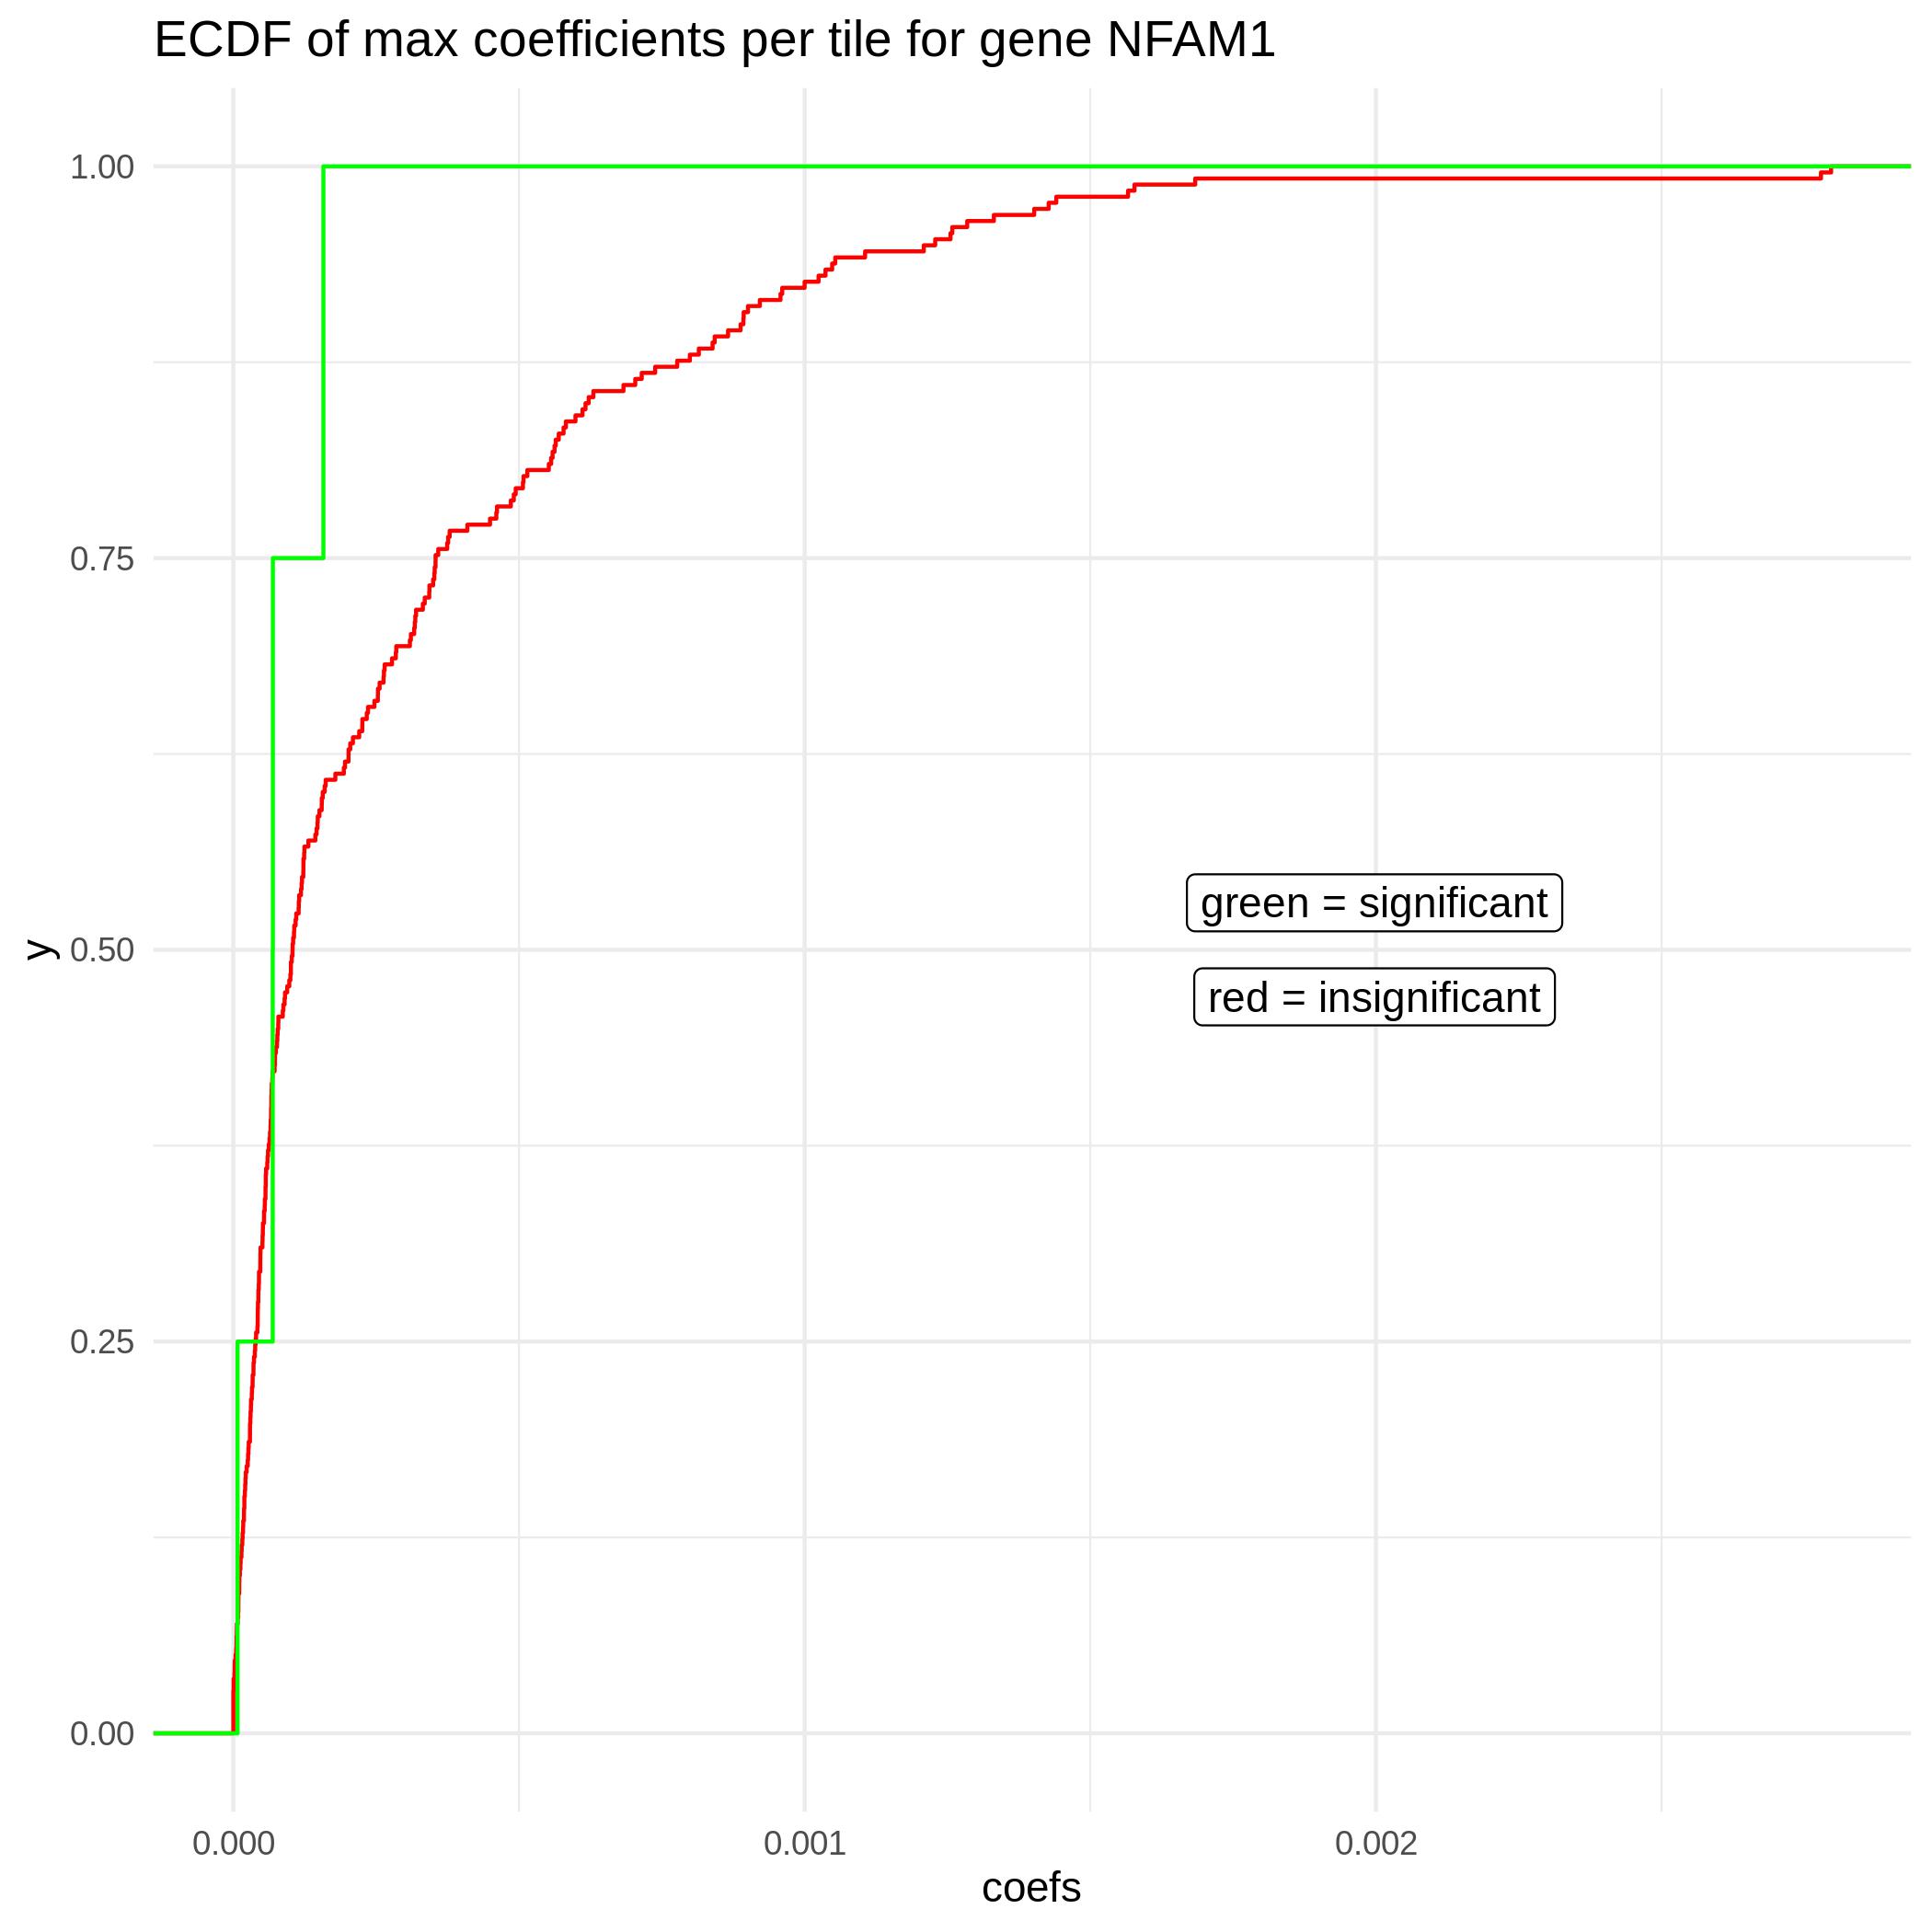 ECDF of max coefficients per tile for gene NFAM1
1.00
0.75
0.50
0.25
0.00
y
green = significant
red = insignificant
0.000
0.001
0.002
coefs